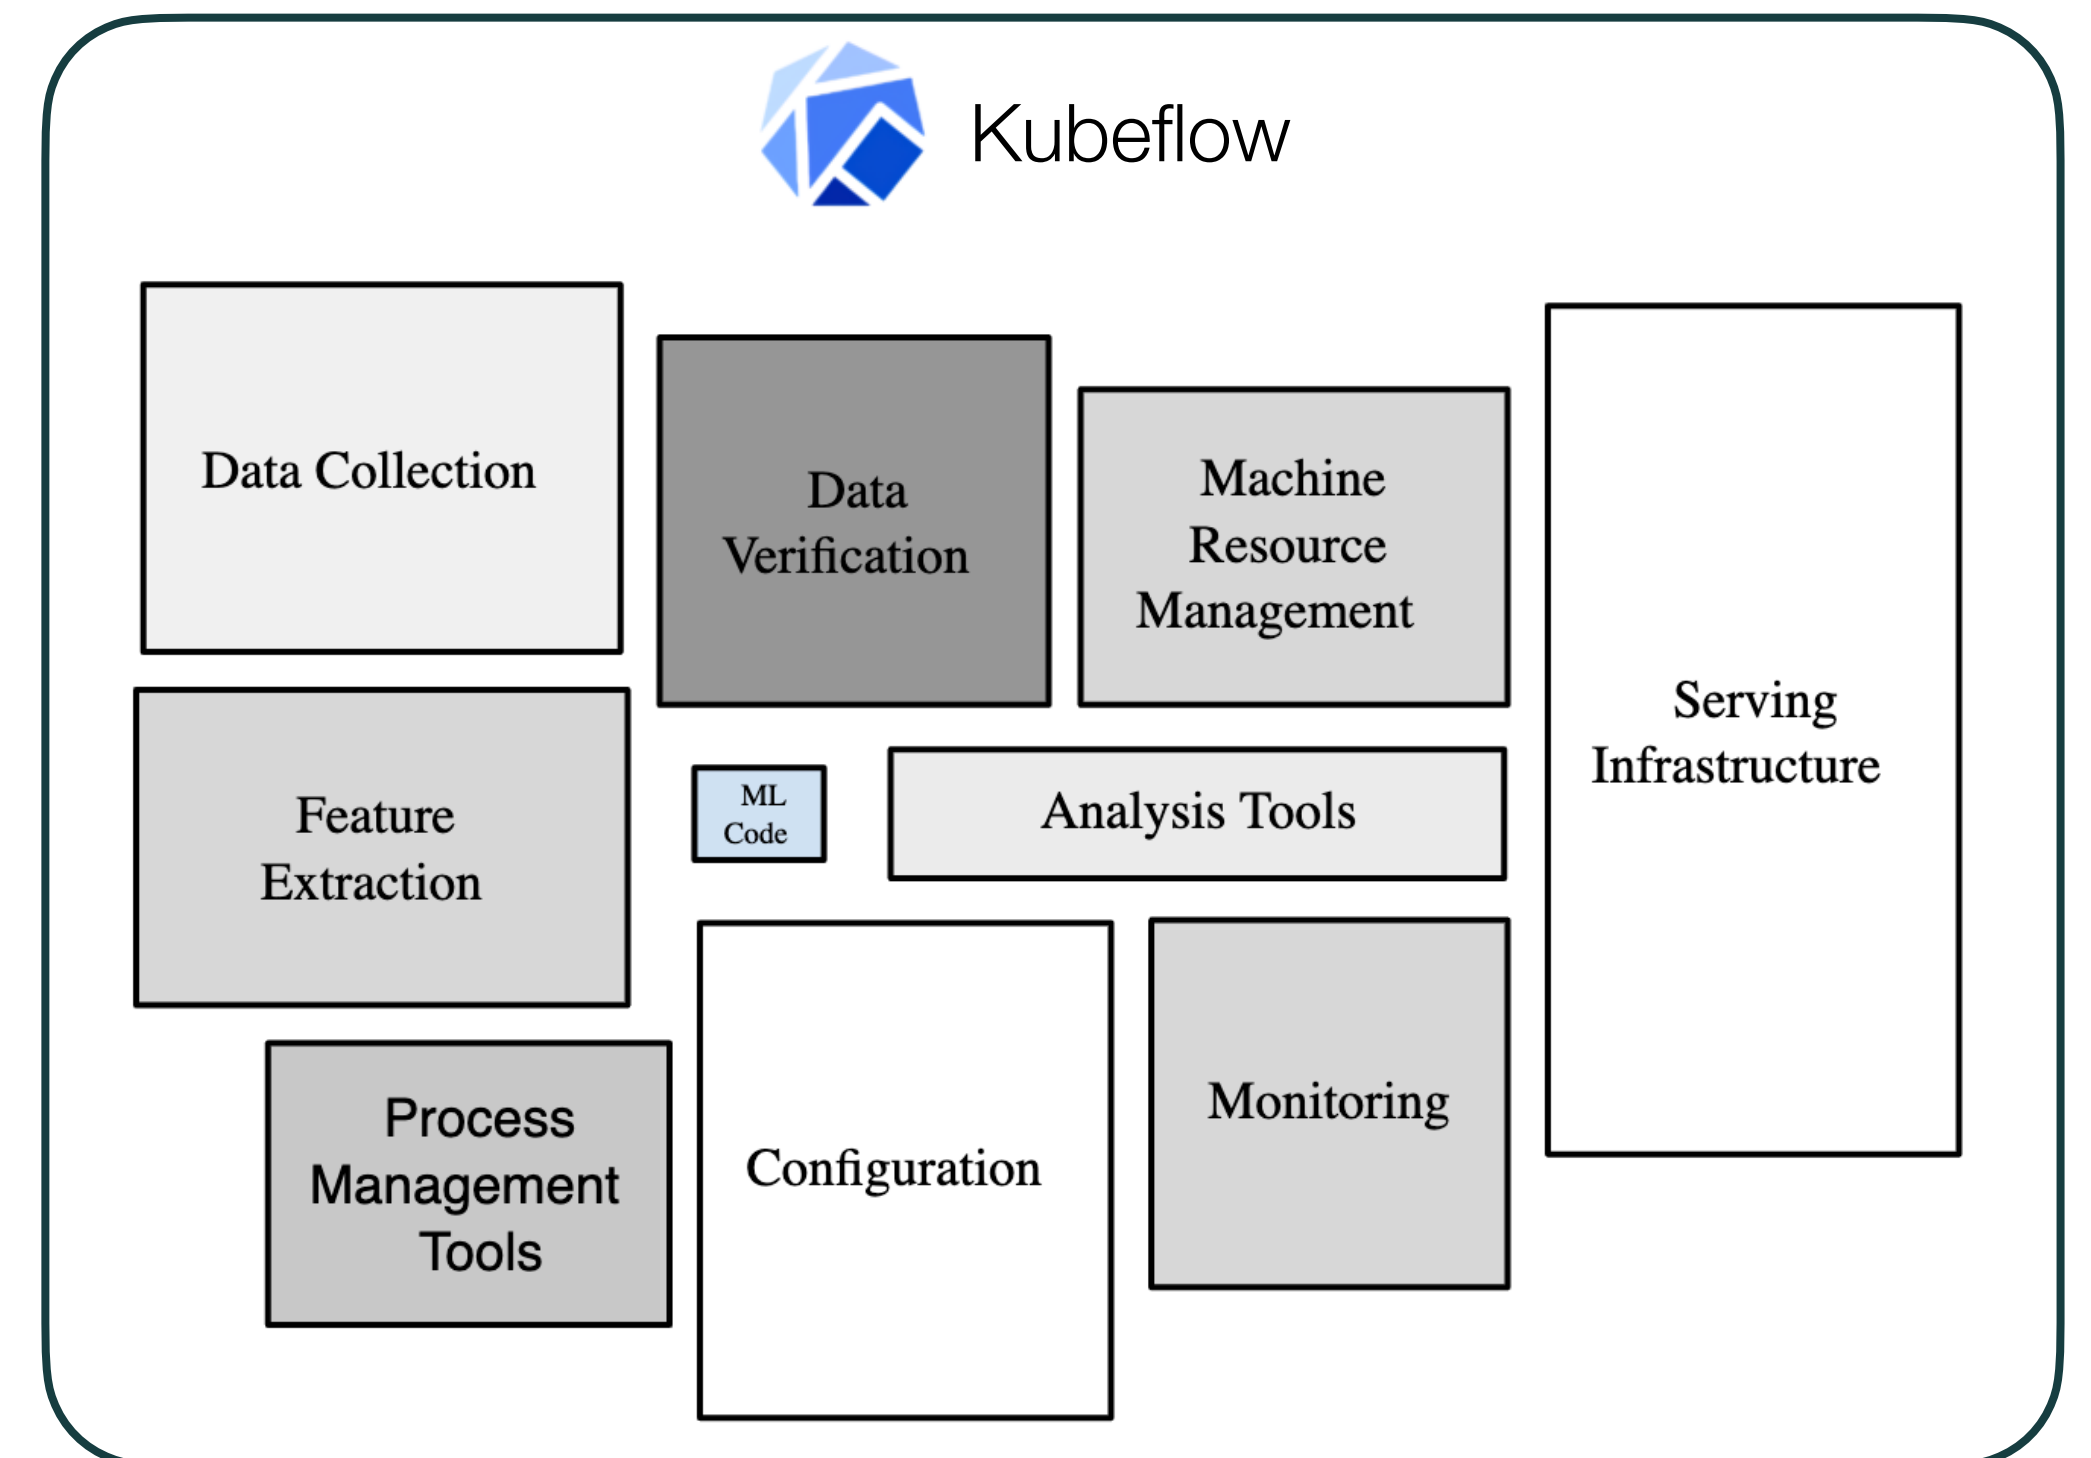 Kubeflow
Data Collection
Data
Verification
Machine
Resource
Management
Serving
Infrastructure
Feature
Extraction
ML
Code
Analysis Tools
Process
Management
Tools
Configuration
Monitoring